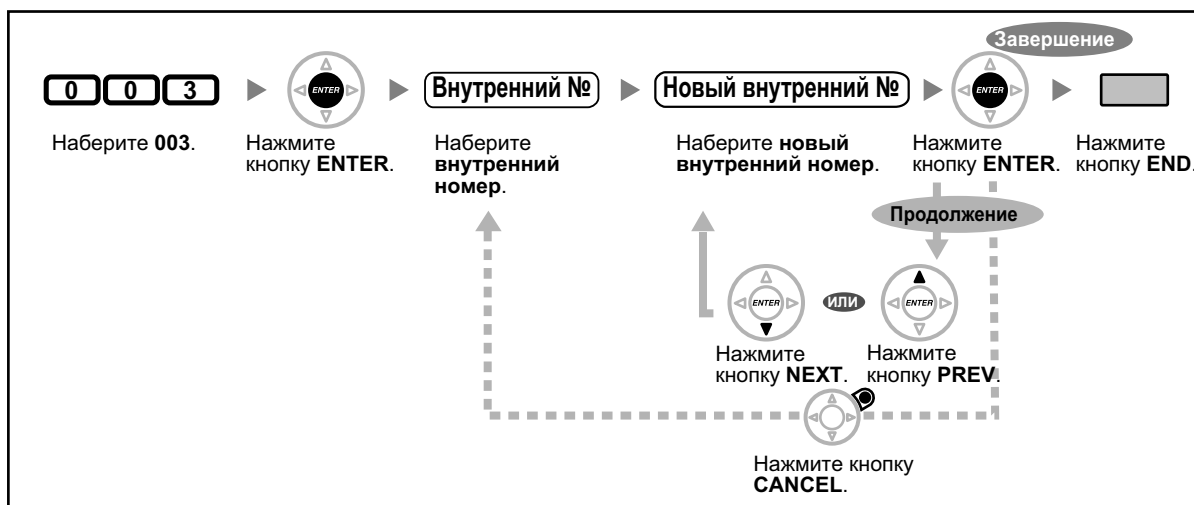 Завершение
0 0 3
ENTER
Внутренний №
Новый внутренний №
ENTER
Наберите 003.
Нажмите
кнопку ENTER.
Наберите
внутренний
номер.
Наберите новый
внутренний номер.
Нажмите
кнопку ENTER.
Нажмите
кнопку END.
Продолжение
ENTER
ИЛИ
ENTER
Нажмите
кнопку NEXT.
Нажмите
кнопку PREV.
Нажмите кнопку
CANCEL.